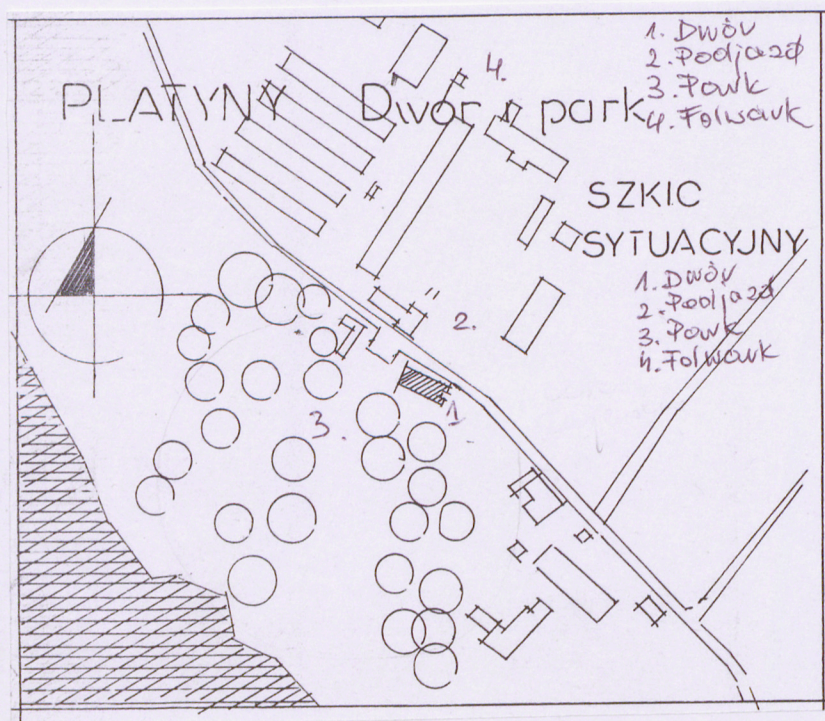 1. Dwór
2. Podjazd
3. Park
4. Folwark
4.
PLATYNY Dwór park
SZKIC
SYTUACYJNY
1. Dwór
2. Podjazd
3. Park
4. Folwark
2.
1
3.